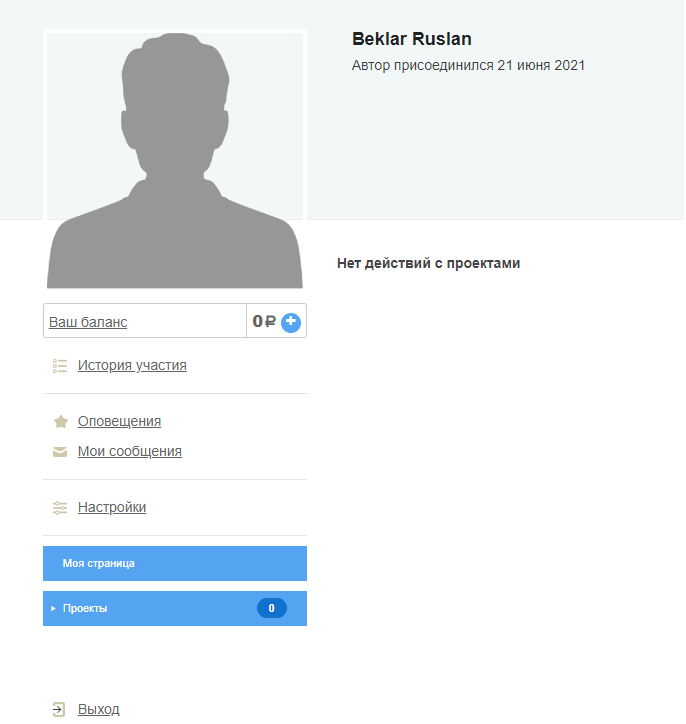 Beklar Ruslan
Автор присоединился 21 июня 2021
Нет действий с проектами
Ваш баланс 0 ₽
История участия
Оповещения
Мои сообщения
Настройки
Моя страница
Проекты 0
Выход